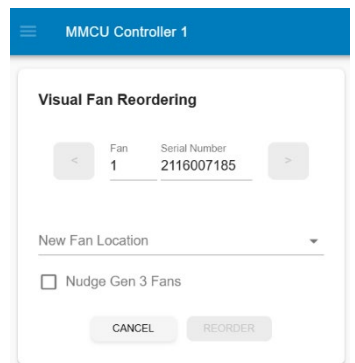 MMCU Controller 1
Visual Fan Reordering
Fan Serial Number
< 1 2116007185 >
New Fan Location
Nudge Gen 3 Fans
CANCEL REORDER